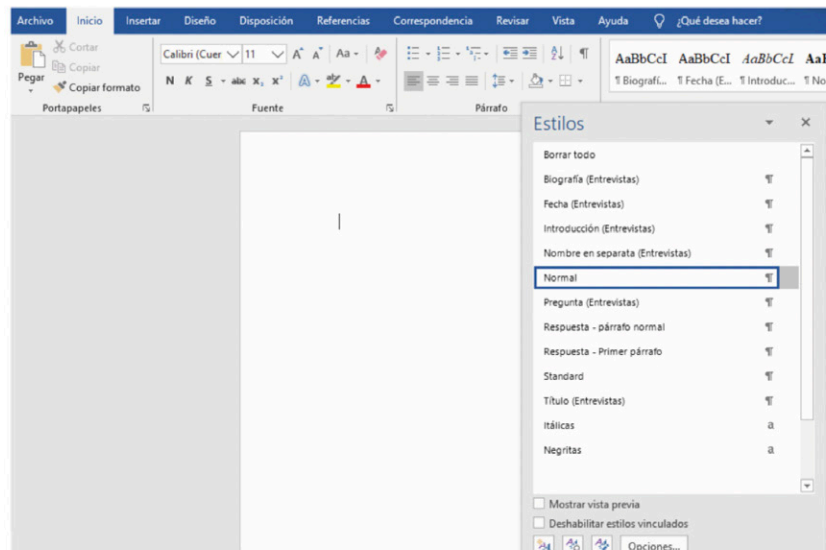 Archivo Inicio Insertar Diseño Disposición Referencias Correspondencia Revisar Vista Ayuda ¿Qué desea hacer?
Pegar
Cortar
Copiar
Copiar formato
Portapapeles
Calibri (Cuer 11 Aa
N K S abc x₂ x² A A
Fuente
Párrafo
AaBbCcI AaBbCcI AaBbCcI
¶ Biografí... ¶ Fecha (E... ¶ Introduc... ¶ No
Estilos
Borrar todo
Biografía (Entrevistas) ¶
Fecha (Entrevistas) ¶
Introducción (Entrevistas) ¶
Nombre en separata (Entrevistas) ¶
Normal ¶
Pregunta (Entrevistas) ¶
Respuesta - párrafo normal ¶
Respuesta - Primer párrafo ¶
Standard ¶
Título (Entrevistas) ¶
Itálicas a
Negritas a
Mostrar vista previa
Deshabilitar estilos vinculados
Opciones...